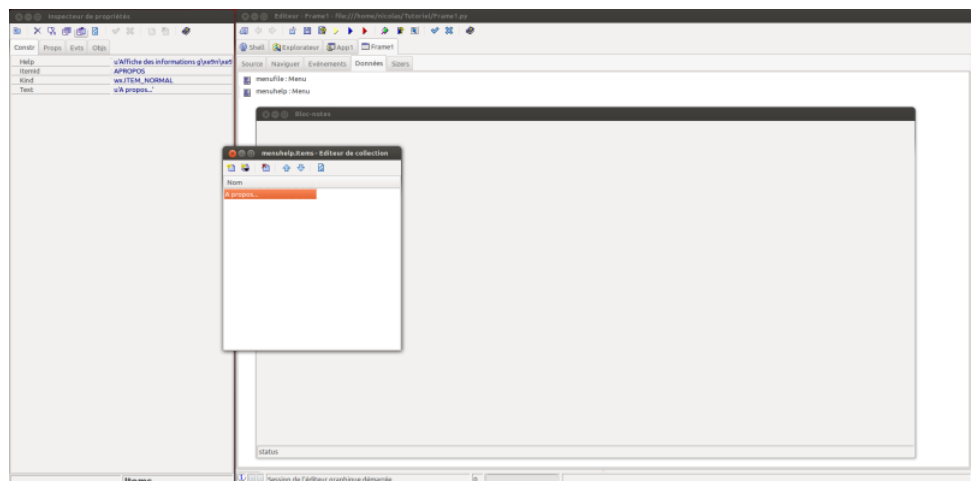 Inspecteur de propriétés
Constr Props Evts Objs
Help u'Affiche des informations g\xe9n\xe9
ItemId APROPOS
Kind wx.ITEM_NORMAL
Text u'A propos...'
Items
Editeur - Frame1 - file:///home/nicolas/Tutoriel/Frame1.py
Shell Explorateur App1 Frame1
Source Naviguer Evènements Données Sizers
menufile : Menu
menuhelp : Menu
Bloc-notes
menuhelp.Items - Editeur de collection
Nom
A propos...
status
Session de l'éditeur graphique démarrée